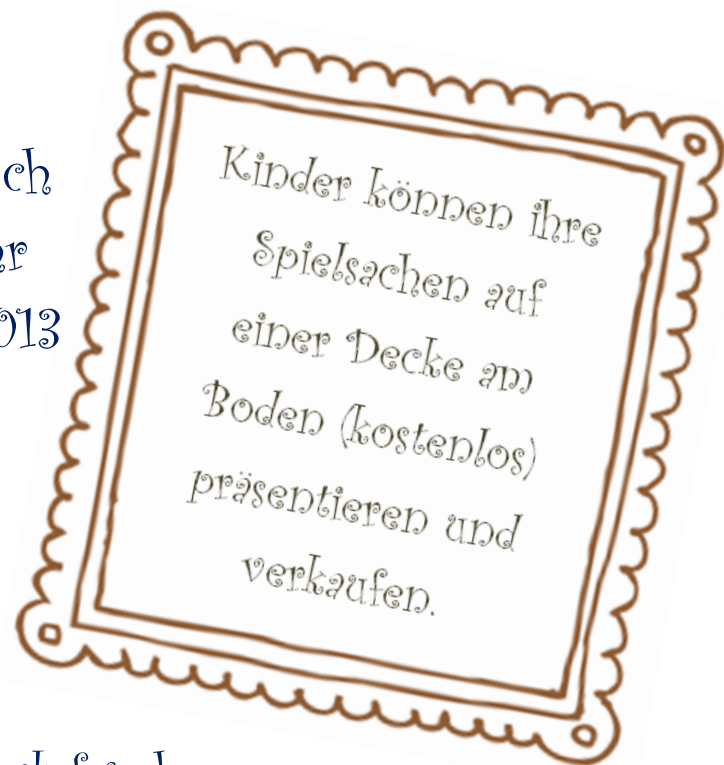 Kinder können ihre
Spielsachen auf
einer Decke am
Boden (kostenlos)
präsentieren und
verkaufen.